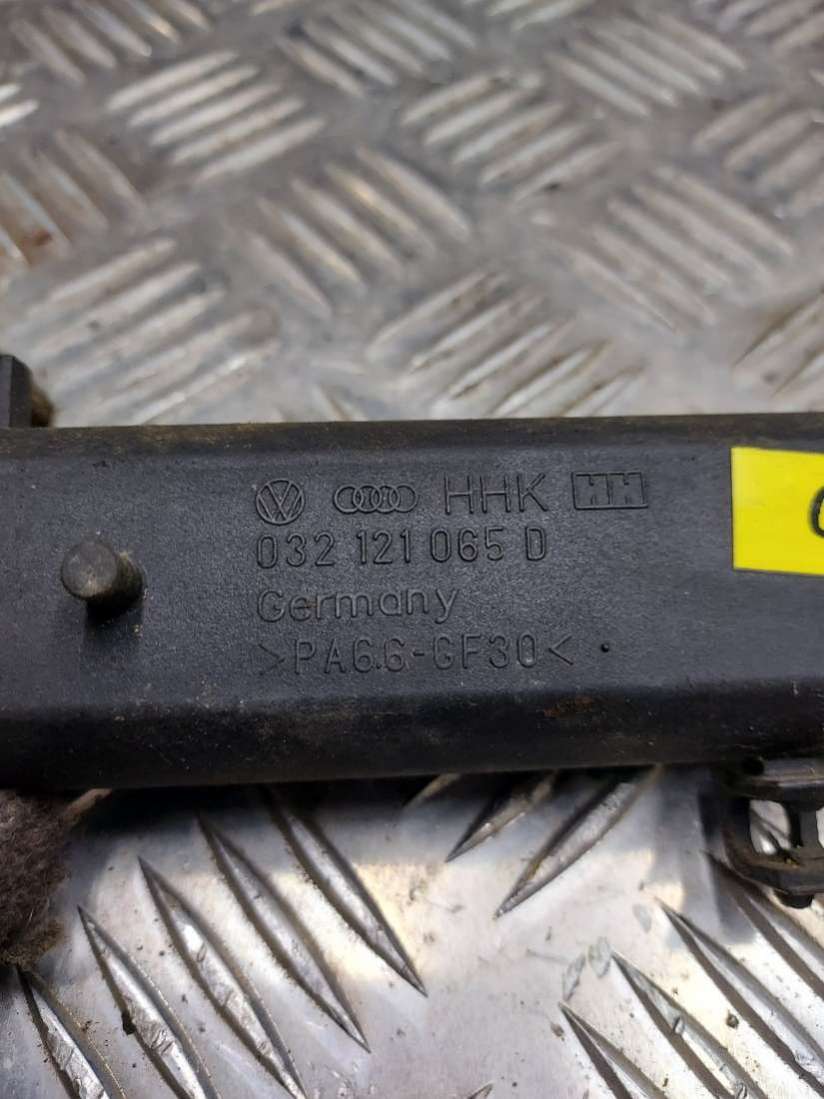 HHK HH
032 121 065 D
Germany
>PA6.6-GF30<